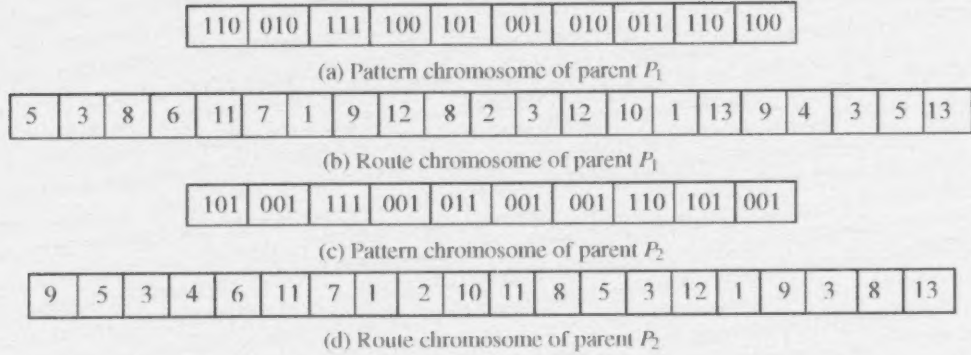 110 010 111 100 101 001 010 011 110 100
(a) Pattern chromosome of parent P1
5 3 8 6 11 7 1 9 12 8 2 3 12 10 1 13 9 4 3 5 13
(b) Route chromosome of parent P1
101 001 111 001 011 001 001 110 101 001
(c) Pattern chromosome of parent P2
9 5 3 4 6 11 7 1 2 10 11 8 5 3 12 1 9 3 8 13
(d) Route chromosome of parent P2